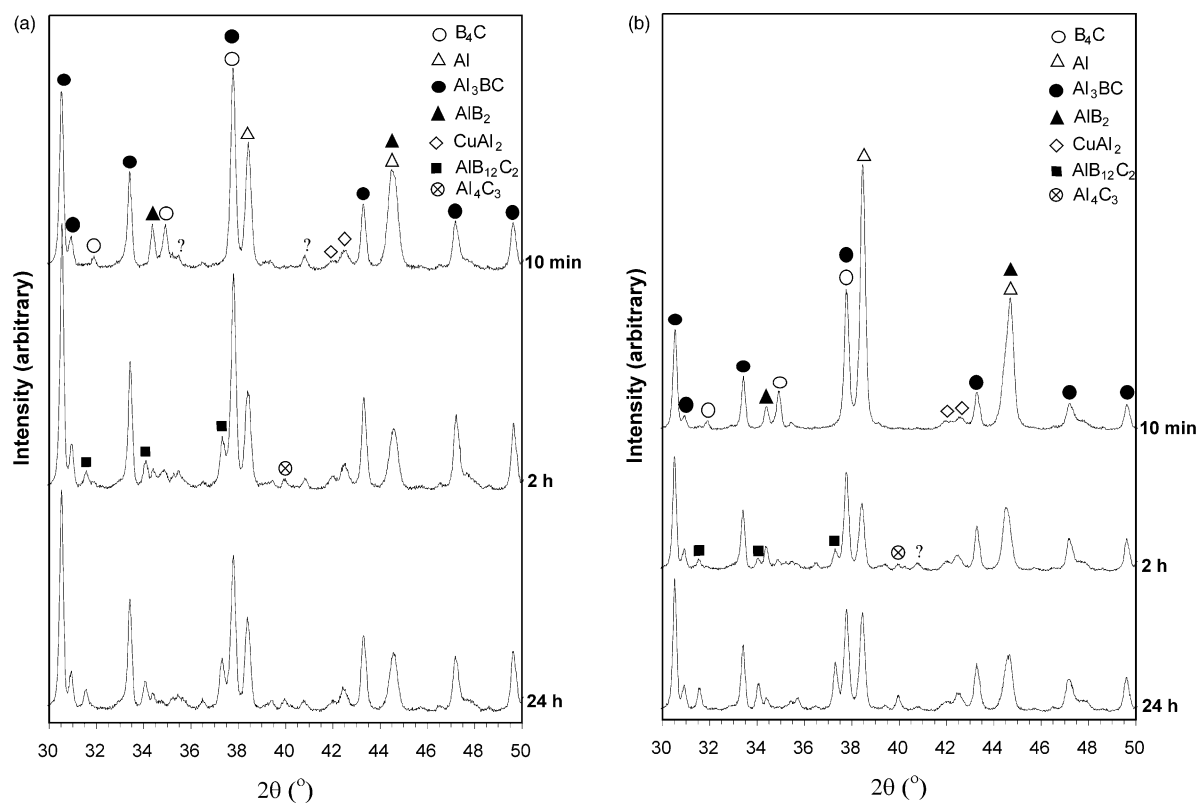 (a)
B₄C
Al
Al₃BC
AlB₂
CuAl₂
AlB₁₂C₂
Al₄C₃
?
?
10 min
2 h
24 h
Intensity (arbitrary)
30 32 34 36 38 40 42 44 46 48 50
2θ (°)
(b)
B₄C
Al
Al₃BC
AlB₂
CuAl₂
AlB₁₂C₂
Al₄C₃
10 min
?
2 h
24 h
Intensity (arbitrary)
30 32 34 36 38 40 42 44 46 48 50
2θ (°)